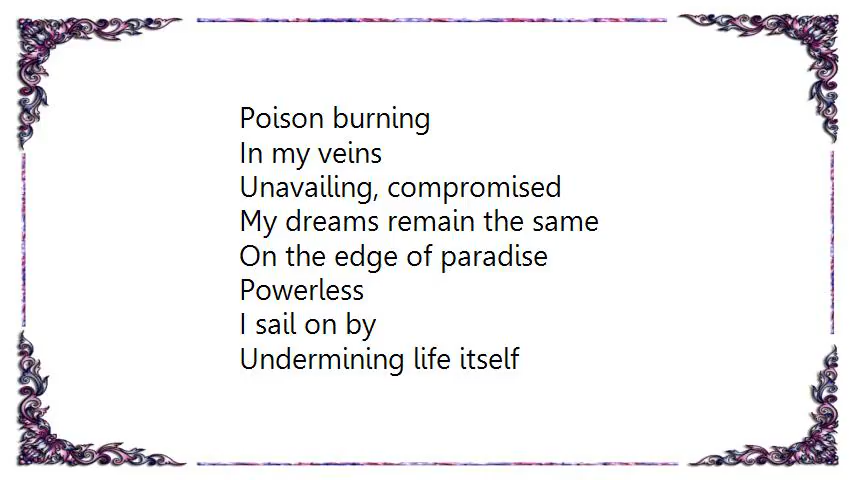 Poison burning
In my veins
Unavailing, compromised
My dreams remain the same
On the edge of paradise
Powerless
I sail on by
Undermining life itself